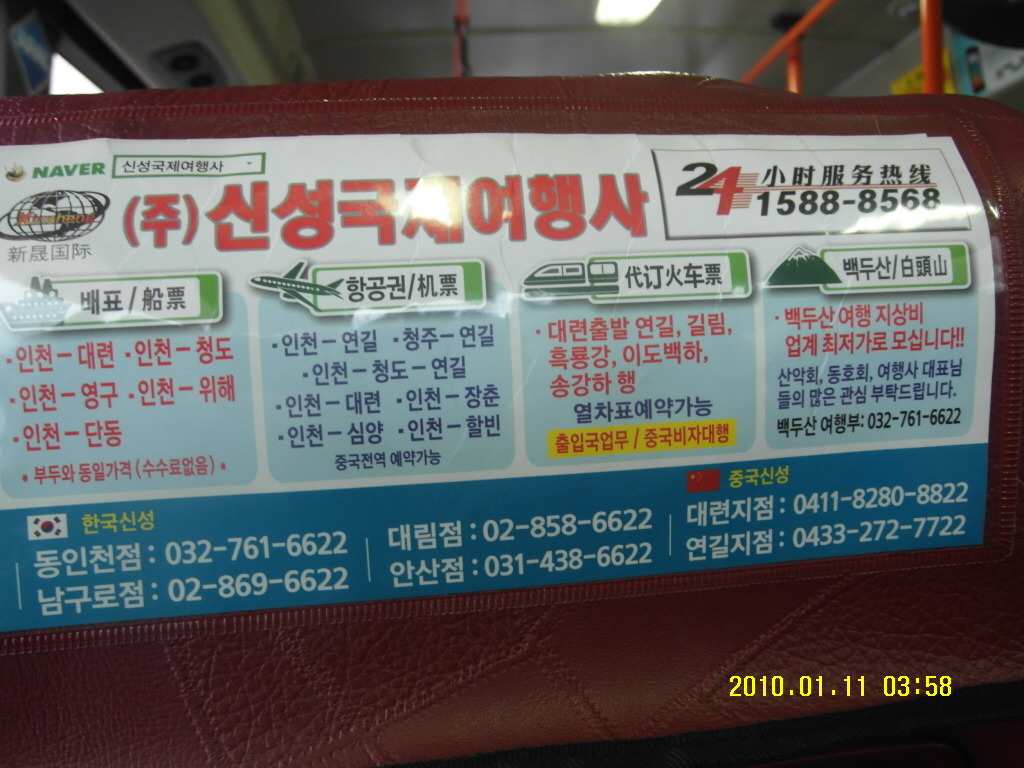 NAVER 신성국제여행사
신晟国际
(주)신성국제여행사
24 小时服务热线
1588-8568
배표/船票
·인천-대련 ·인천-청도
·인천-영구 ·인천-위해
·인천-단동
* 부두와 동일가격(수수료없음) *
항공권/机票
·인천-연길 ·청주-연길
·인천-청도-연길
·인천-대련 ·인천-장춘
·인천-심양 ·인천-할빈
중국전역 예약가능
代订火车票
·대련출발 연길, 길림,
흑룡강, 이도백하,
송강하 행
열차표예약가능
출입국업무/중국비자대행
백두산/白頭山
·백두산 여행 지상비
업계 최저가로 모십니다!!
산악회, 동호회, 여행사 대표님
들의 많은 관심 부탁드립니다.
백두산 여행부: 032-761-6622
한국신성
동인천점 : 032-761-6622
남구로점 : 02-869-6622
대림점 : 02-858-6622
안산점 : 031-438-6622
중국신성
대련지점 : 0411-8280-8822
연길지점 : 0433-272-7722
2010.01.11 03:58